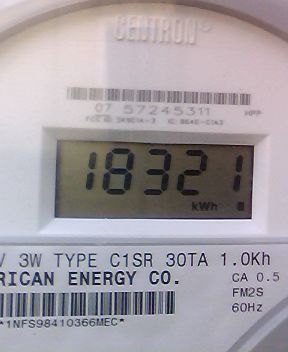 CENTRON®
07 57245311
18321
kWh
V 3W TYPE C1SR 30TA 1.0Kh
RICAN ENERGY CO.
CA 0.5
FM2S
60Hz
*1NFS98410366MEC*